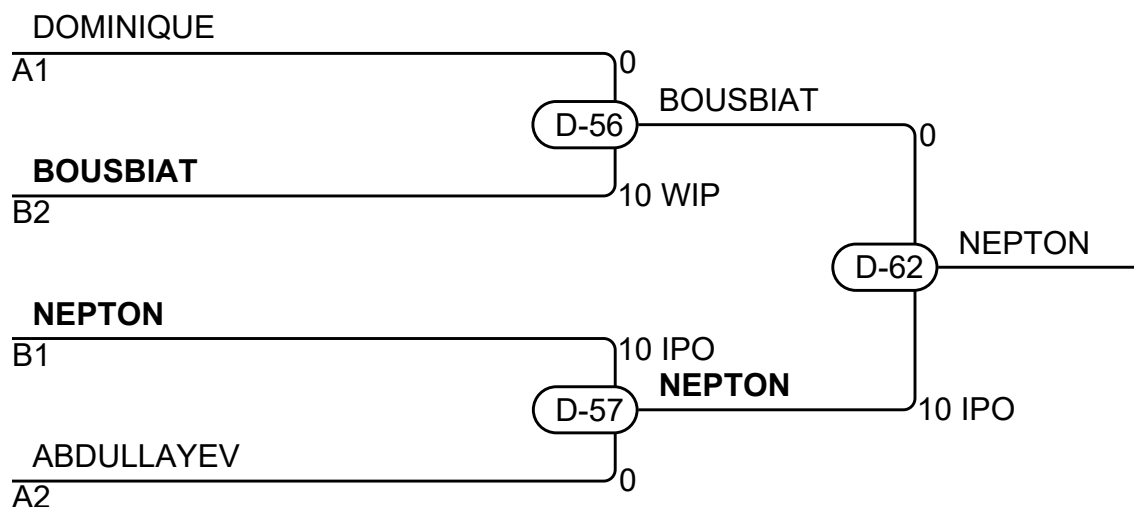 DOMINIQUE
A1
0
D-56
BOUSBIAT
0
BOUSBIAT
B2
10 WIP
D-62
NEPTON
NEPTON
B1
10 IPO
NEPTON
D-57
10 IPO
ABDULLAYEV
A2
0